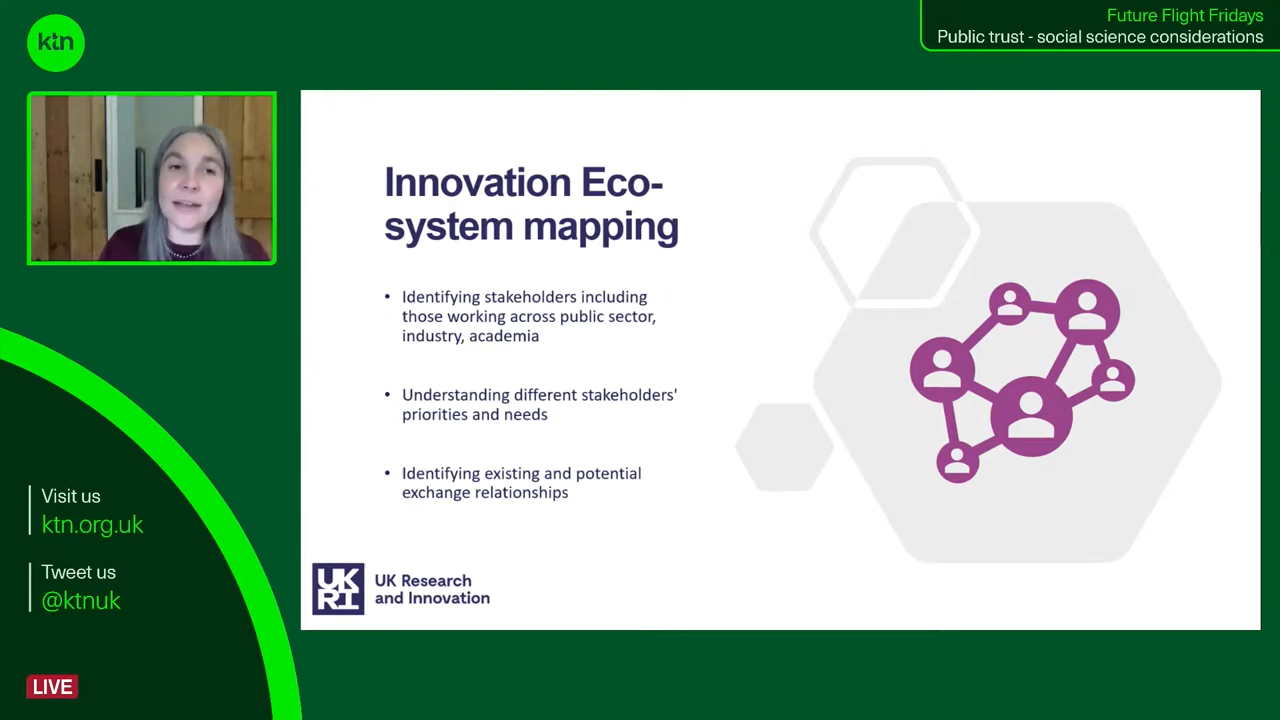 ktn
Future Flight Fridays
Public trust - social science considerations
Innovation Eco-
system mapping
• Identifying stakeholders including
those working across public sector,
industry, academia
• Understanding different stakeholders'
priorities and needs
• Identifying existing and potential
exchange relationships
UK
RI
UK Research
and Innovation
Visit us
ktn.org.uk
Tweet us
@ktnuk
LIVE